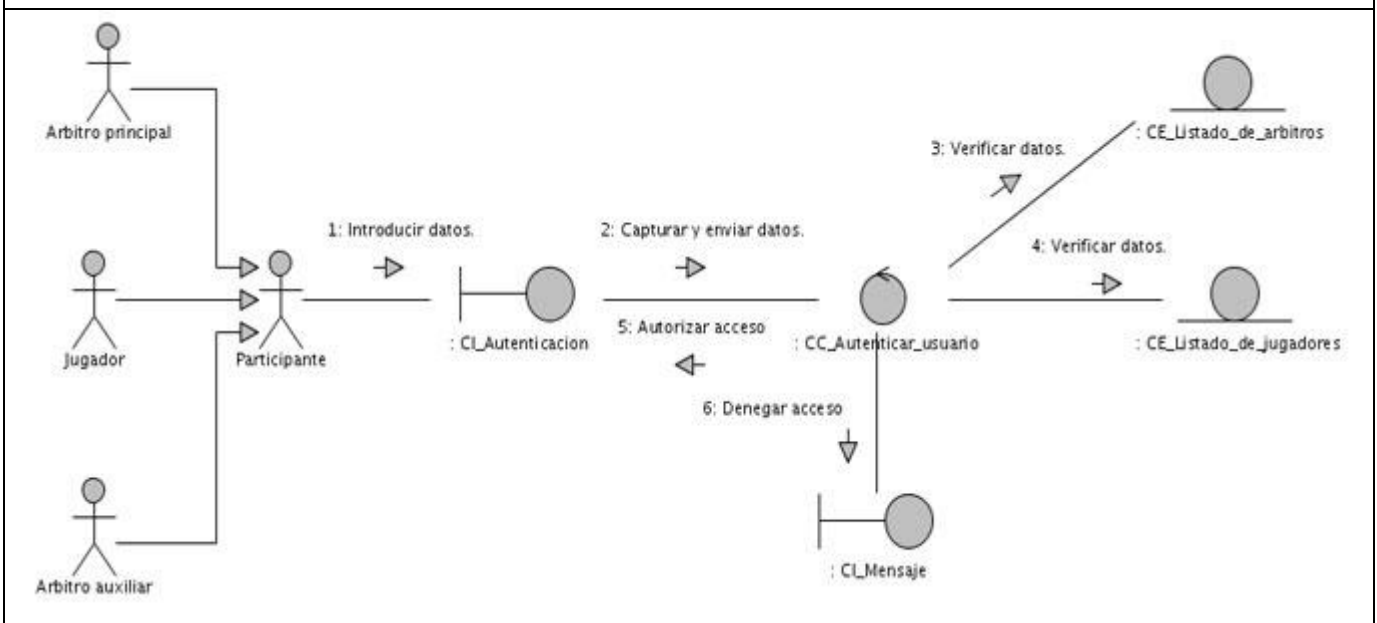 Arbitro principal
: CE_Listado_de_arbitros
3: Verificar datos.
1: Introducir datos.
2: Capturar y enviar datos.
4: Verificar datos.
5: Autorizar acceso
: CI_Autenticacion
: CC_Autenticar_usuario
: CE_Listado_de_jugadores
Jugador
Participante
6: Denegar acceso
: CI_Mensaje
Arbitro auxiliar